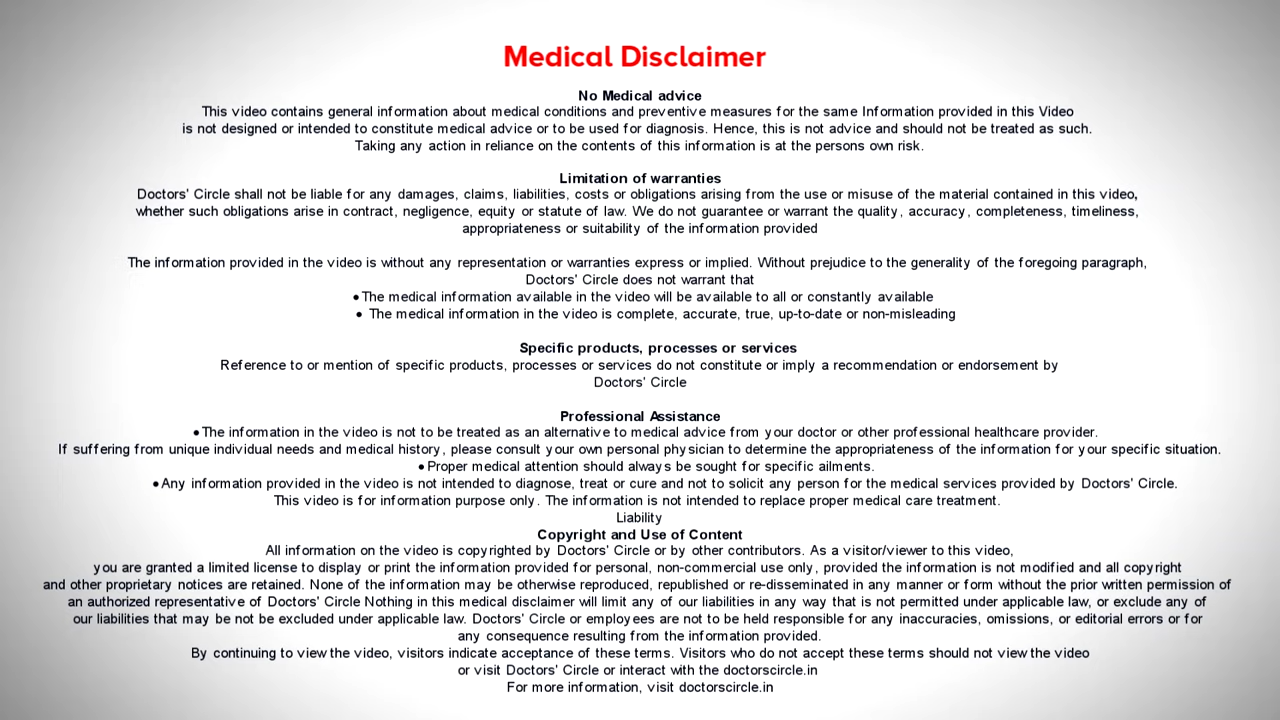 Medical Disclaimer
No Medical advice
This video contains general information about medical conditions and preventive measures for the same Information provided in this Video
is not designed or intended to constitute medical advice or to be used for diagnosis. Hence, this is not advice and should not be treated as such.
Taking any action in reliance on the contents of this information is at the persons own risk.
Limitation of warranties
Doctors' Circle shall not be liable for any damages, claims, liabilities, costs or obligations arising from the use or misuse of the material contained in this video,
whether such obligations arise in contract, negligence, equity or statute of law. We do not guarantee or warrant the quality, accuracy, completeness, timeliness,
appropriateness or suitability of the information provided
The information provided in the video is without any representation or warranties express or implied. Without prejudice to the generality of the foregoing paragraph,
Doctors' Circle does not warrant that
• The medical information available in the video will be available to all or constantly available
• The medical information in the video is complete, accurate, true, up-to-date or non-misleading
Specific products, processes or services
Reference to or mention of specific products, processes or services do not constitute or imply a recommendation or endorsement by
Doctors' Circle
Professional Assistance
• The information in the video is not to be treated as an alternative to medical advice from your doctor or other professional healthcare provider.
If suffering from unique individual needs and medical history, please consult your own personal physician to determine the appropriateness of the information for your specific situation.
• Proper medical attention should always be sought for specific ailments.
• Any information provided in the video is not intended to diagnose, treat or cure and not to solicit any person for the medical services provided by Doctors' Circle.
This video is for information purpose only. The information is not intended to replace proper medical care treatment.
Liability
Copyright and Use of Content
All information on the video is copyrighted by Doctors' Circle or by other contributors. As a visitor/viewer to this video,
you are granted a limited license to display or print the information provided for personal, non-commercial use only, provided the information is not modified and all copyright
and other proprietary notices are retained. None of the information may be otherwise reproduced, republished or re-disseminated in any manner or form without the prior written permission of
an authorized representative of Doctors' Circle Nothing in this medical disclaimer will limit any of our liabilities in any way that is not permitted under applicable law, or exclude any of
our liabilities that may be not be excluded under applicable law. Doctors' Circle or employees are not to be held responsible for any inaccuracies, omissions, or editorial errors or for
any consequence resulting from the information provided.
By continuing to view the video, visitors indicate acceptance of these terms. Visitors who do not accept these terms should not view the video
or visit Doctors' Circle or interact with the doctorscircle.in
For more information, visit doctorscircle.in